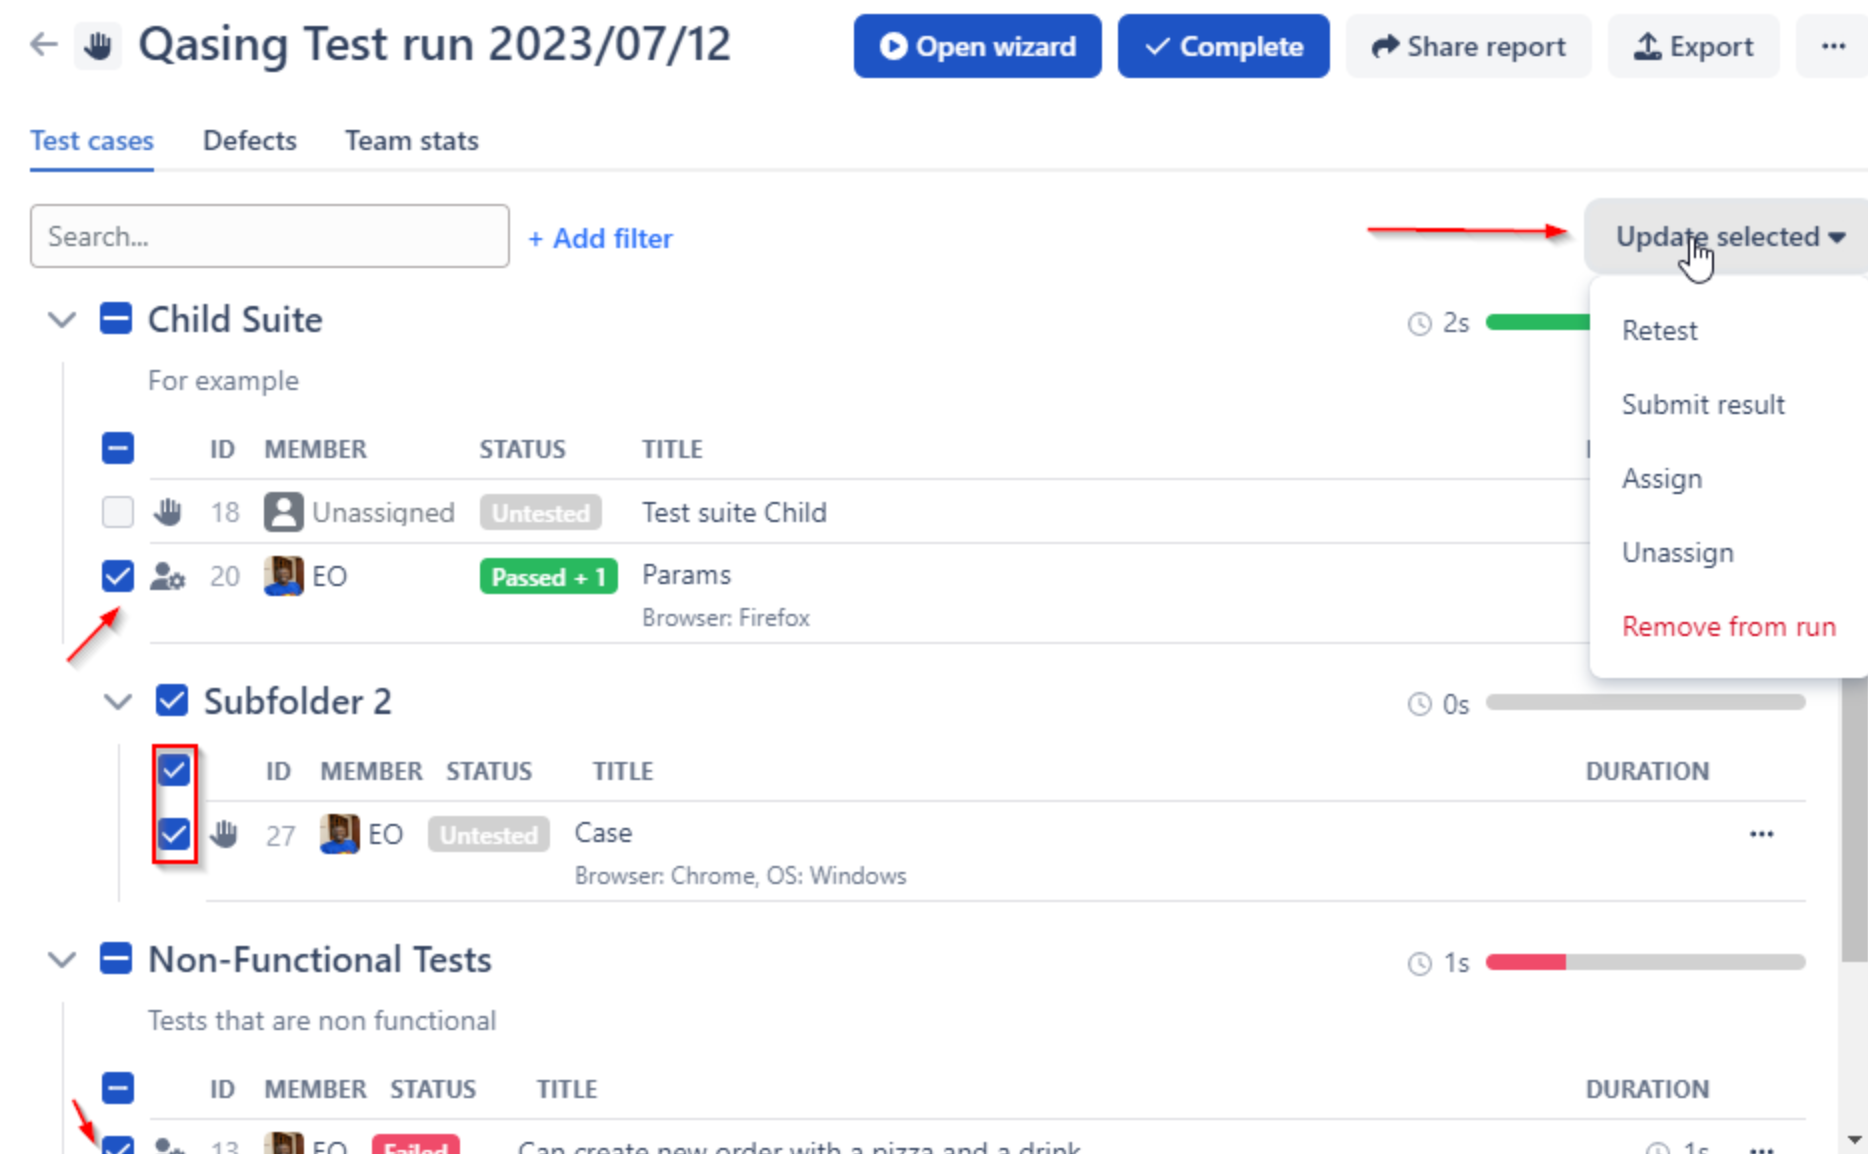 Qasing Test run 2023/07/12
Open wizard
Complete
Share report
Export
Test cases
Defects
Team stats
Search...
+ Add filter
Update selected
Retest
Submit result
Assign
Unassign
Remove from run
Child Suite
2s
For example
ID MEMBER STATUS TITLE
18 Unassigned Untested Test suite Child
20 EO Passed + 1 Params
Browser: Firefox
Subfolder 2
0s
ID MEMBER STATUS TITLE DURATION
27 EO Untested Case
Browser: Chrome, OS: Windows
Non-Functional Tests
1s
Tests that are non functional
ID MEMBER STATUS TITLE DURATION
13 EO Failed Can create new order with a pizza and a drink 1s